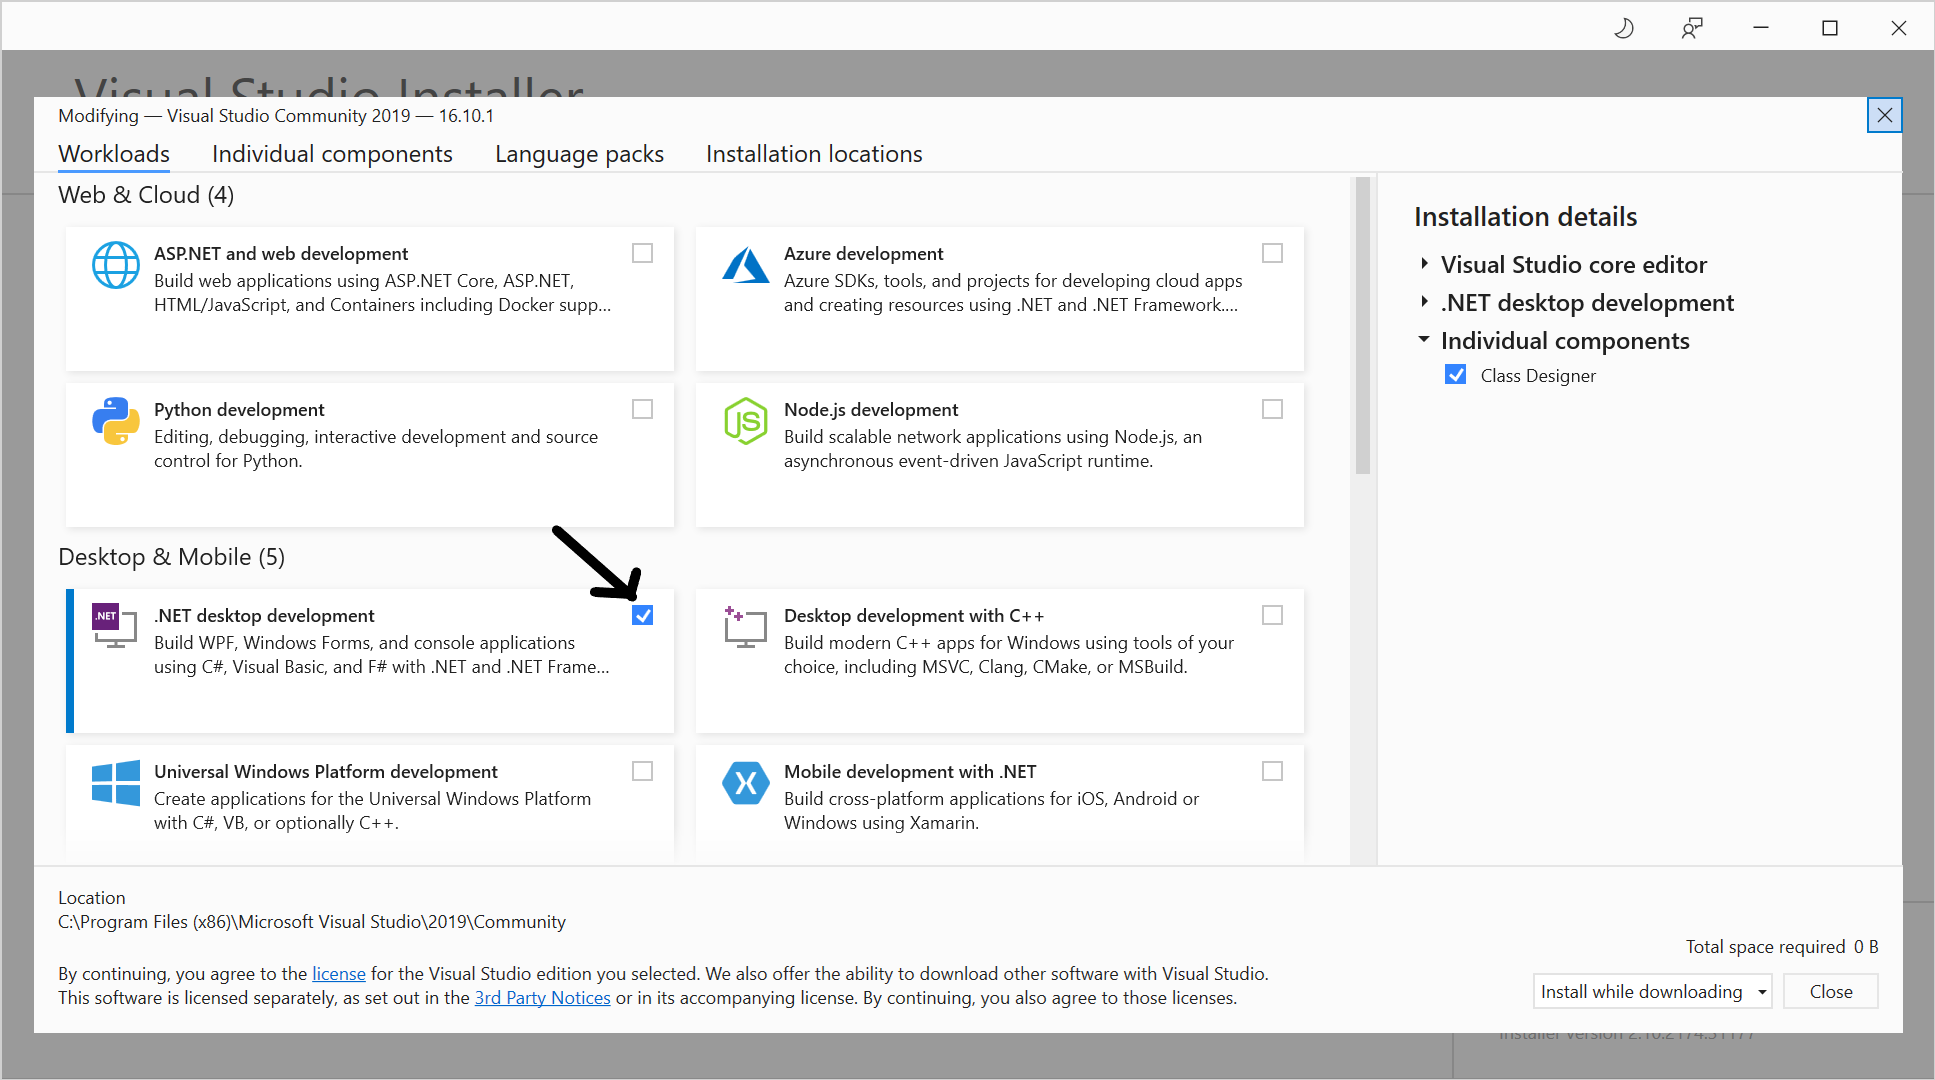 Visual Studio Installer
Modifying — Visual Studio Community 2019 — 16.10.1
Workloads
Individual components
Language packs
Installation locations
Web & Cloud (4)
ASP.NET and web development
Build web applications using ASP.NET Core, ASP.NET,
HTML/JavaScript, and Containers including Docker supp...
Azure development
Azure SDKs, tools, and projects for developing cloud apps
and creating resources using .NET and .NET Framework....
Python development
Editing, debugging, interactive development and source
control for Python.
JS
Node.js development
Build scalable network applications using Node.js, an
asynchronous event-driven JavaScript runtime.
Desktop & Mobile (5)
.NET
.NET desktop development
Build WPF, Windows Forms, and console applications
using C#, Visual Basic, and F# with .NET and .NET Frame...
Desktop development with C++
Build modern C++ apps for Windows using tools of your
choice, including MSVC, Clang, CMake, or MSBuild.
Universal Windows Platform development
Create applications for the Universal Windows Platform
with C#, VB, or optionally C++.
Mobile development with .NET
Build cross-platform applications for iOS, Android or
Windows using Xamarin.
Installation details
Visual Studio core editor
.NET desktop development
Individual components
Class Designer
Location
C:\Program Files (x86)\Microsoft Visual Studio\2019\Community
Total space required 0 B
By continuing, you agree to the license for the Visual Studio edition you selected. We also offer the ability to download other software with Visual Studio.
This software is licensed separately, as set out in the 3rd Party Notices or in its accompanying license. By continuing, you also agree to those licenses.
Install while downloading
Close
Installer version 2.10.2174.31177